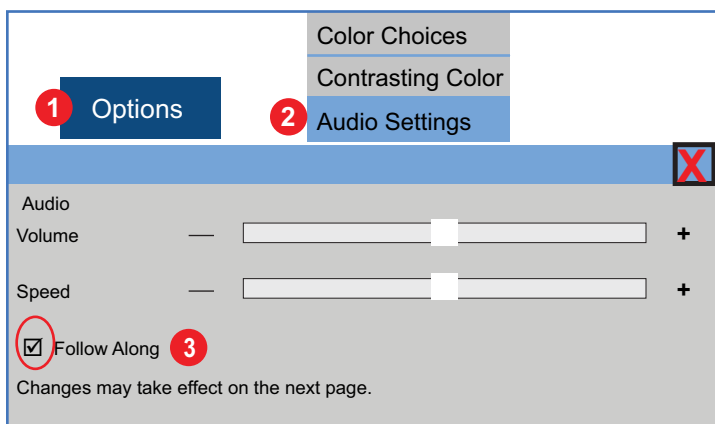 Color Choices
Contrasting Color
1 Options
2 Audio Settings
X
Audio
Volume — +
Speed — +
☑ Follow Along 3
Changes may take effect on the next page.